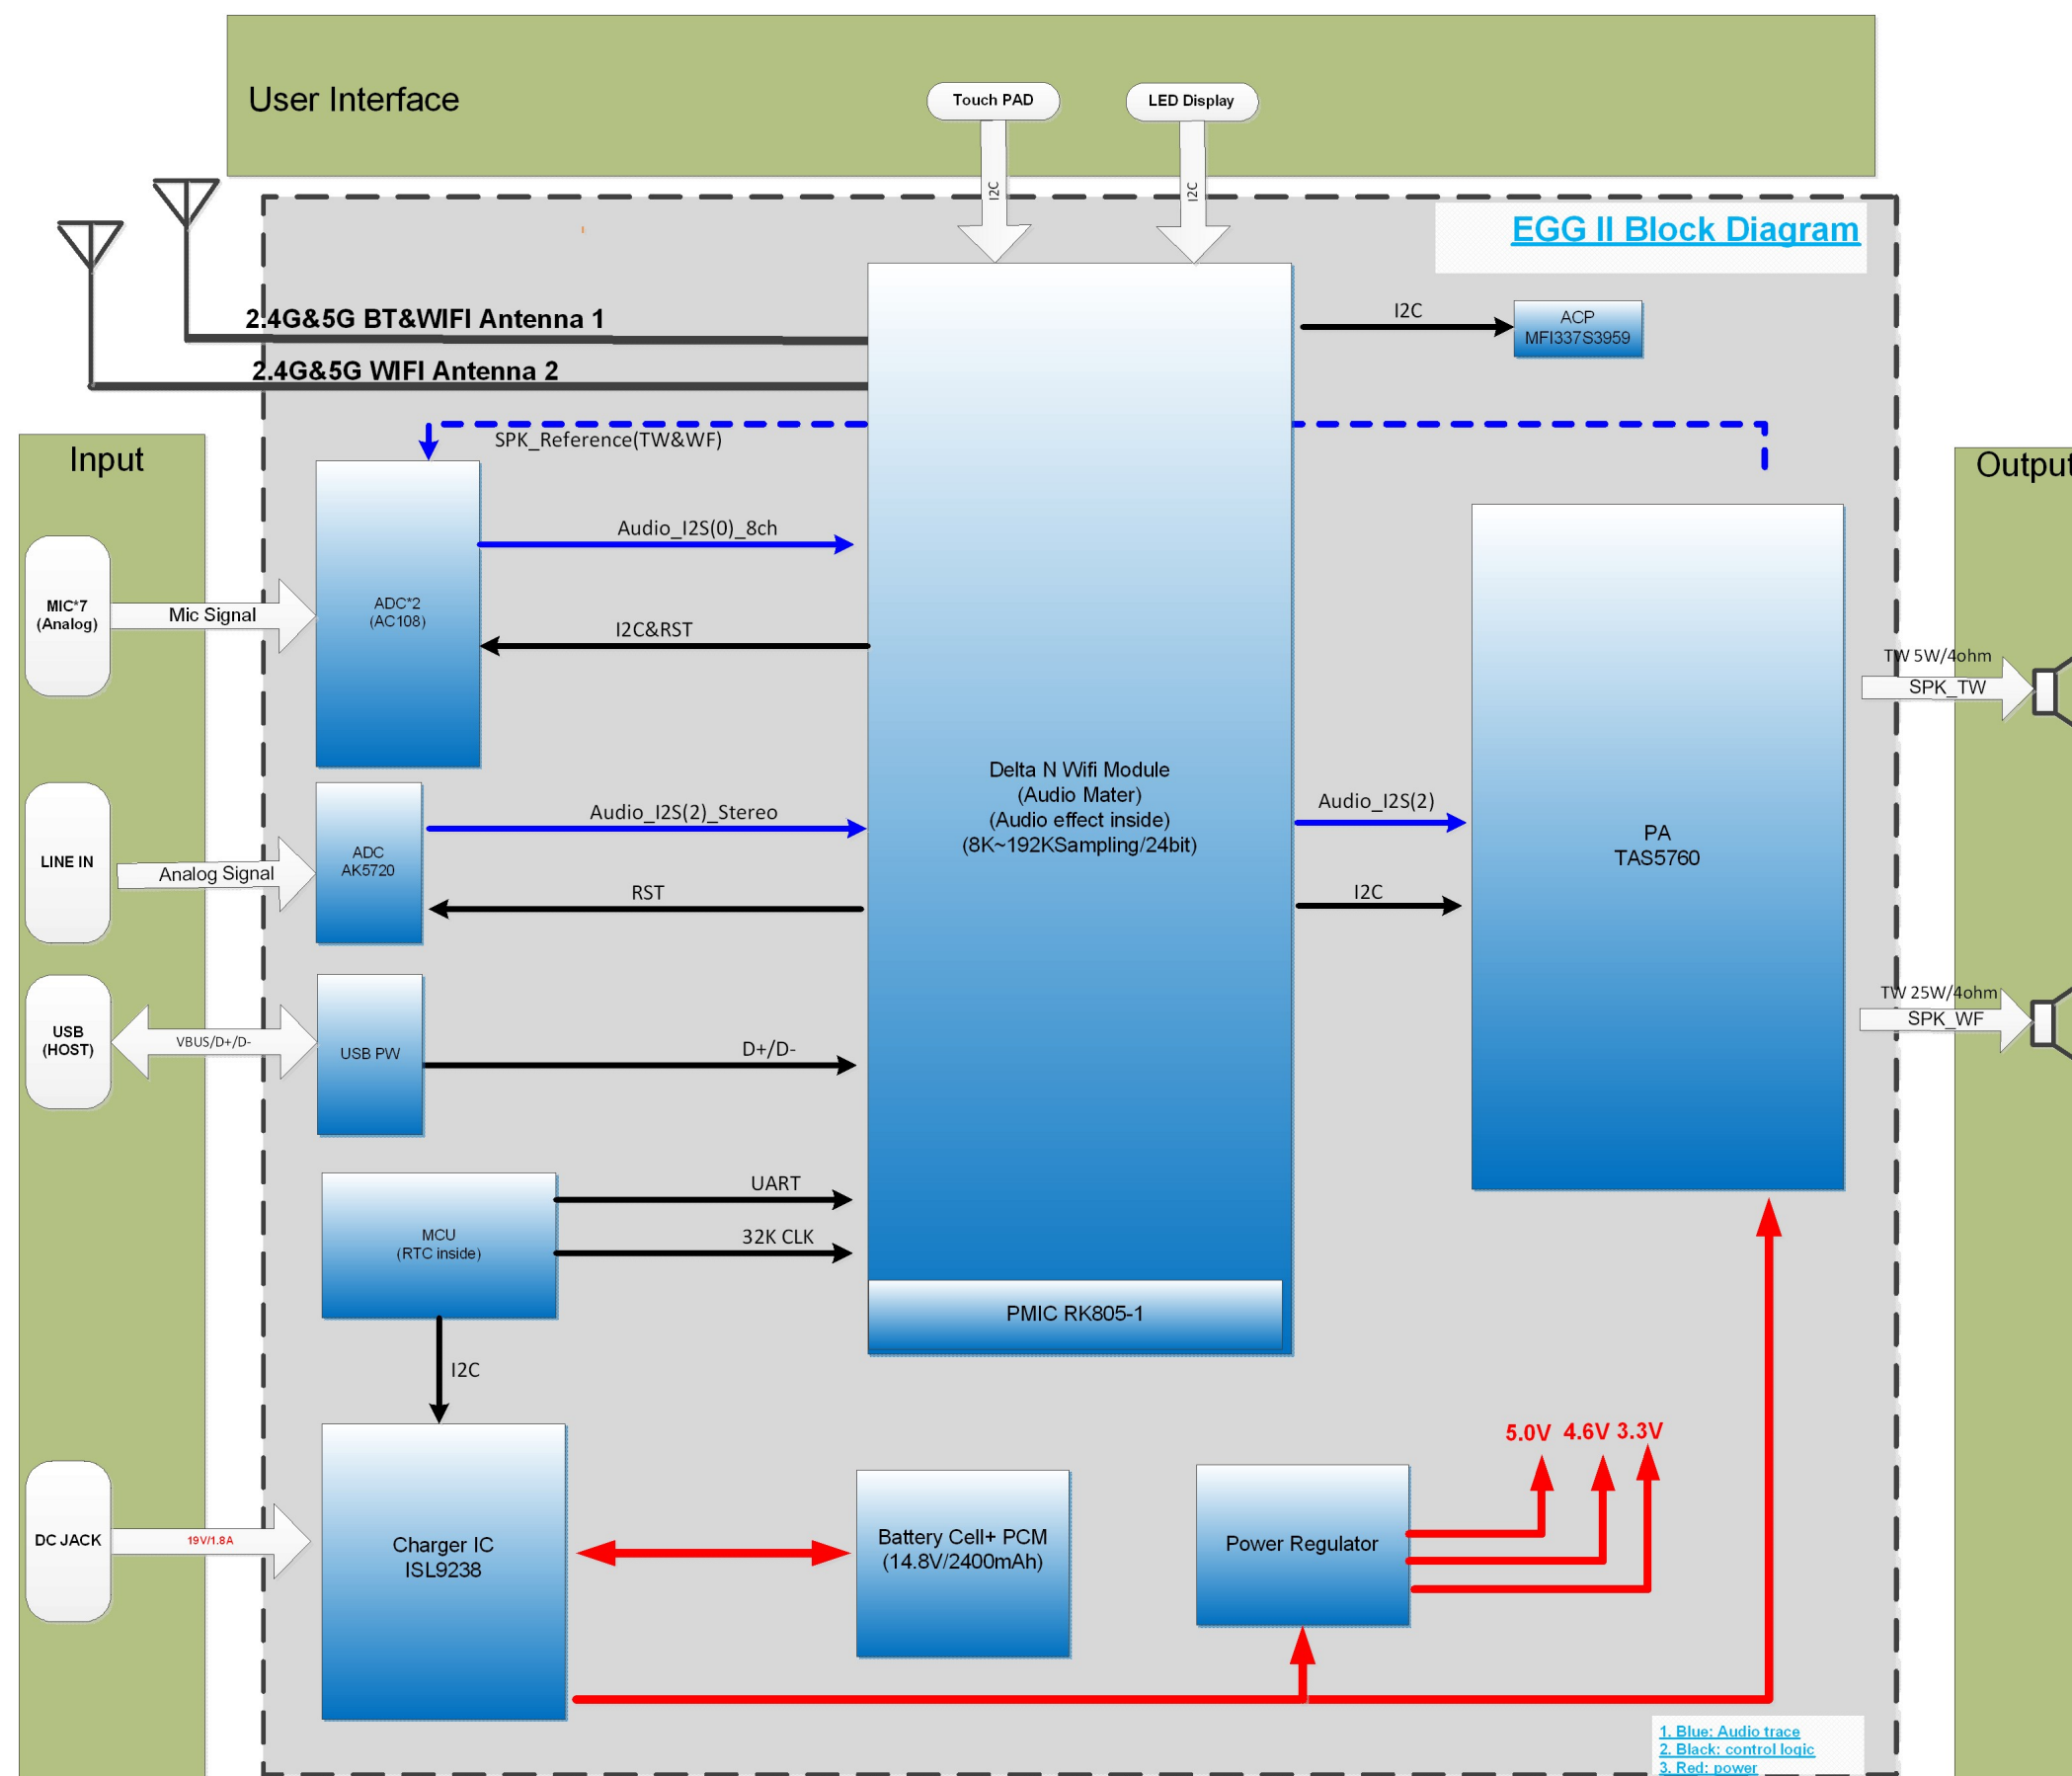 User Interface
Touch PAD
LED Display
I2C
I2C
EGG II Block Diagram
1
2.4G&5G BT&WIFI Antenna 1
2.4G&5G WIFI Antenna 2
I2C
ACP
MFI337S3959
SPK_Reference(TW&WF)
Input
Output
MIC*7
(Analog)
Mic Signal
ADC*2
(AC108)
Audio_I2S(0)_8ch
I2C&RST
TW 5W/4ohm
SPK_TW
Delta N Wifi Module
(Audio Mater)
(Audio effect inside)
(8K~192KSampling/24bit)
LINE IN
Analog Signal
ADC
AK5720
Audio_I2S(2)_Stereo
RST
Audio_I2S(2)
I2C
PA
TAS5760
USB
(HOST)
VBUS/D+/D-
USB PW
D+/D-
TW 25W/4ohm
SPK_WF
MCU
(RTC inside)
UART
32K CLK
PMIC RK805-1
I2C
DC JACK
19V/1.8A
Charger IC
ISL9238
Battery Cell+ PCM
(14.8V/2400mAh)
Power Regulator
5.0V 4.6V 3.3V
1. Blue: Audio trace
2. Black: control logic
3. Red: power